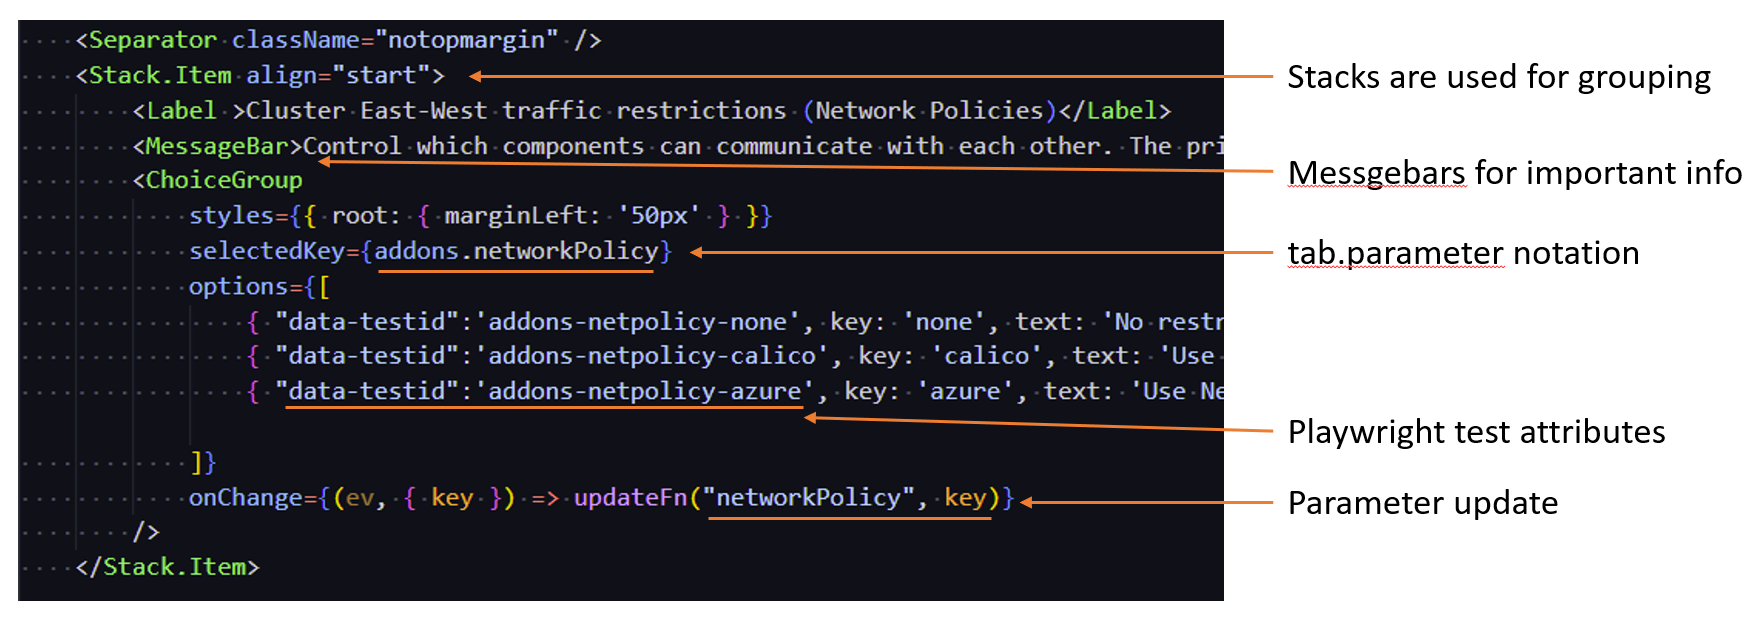 <Separator className="notopmargin" />
<Stack.Item align="start">
Stacks are used for grouping
<Label >Cluster East-West traffic restrictions (Network Policies)</Label>
<MessageBar>Control which components can communicate with each other. The pri
Messgebars for important info
<ChoiceGroup
styles={{ root: { marginLeft: '50px' } }}
selectedKey={addons.networkPolicy}
tab.parameter notation
options={[
{ "data-testid":'addons-netpolicy-none', key: 'none', text: 'No restr
{ "data-testid":'addons-netpolicy-calico', key: 'calico', text: 'Use
{ "data-testid":'addons-netpolicy-azure', key: 'azure', text: 'Use Ne
Playwright test attributes
]}
onChange={(ev, { key }) => updateFn("networkPolicy", key)}
Parameter update
/>
</Stack.Item>